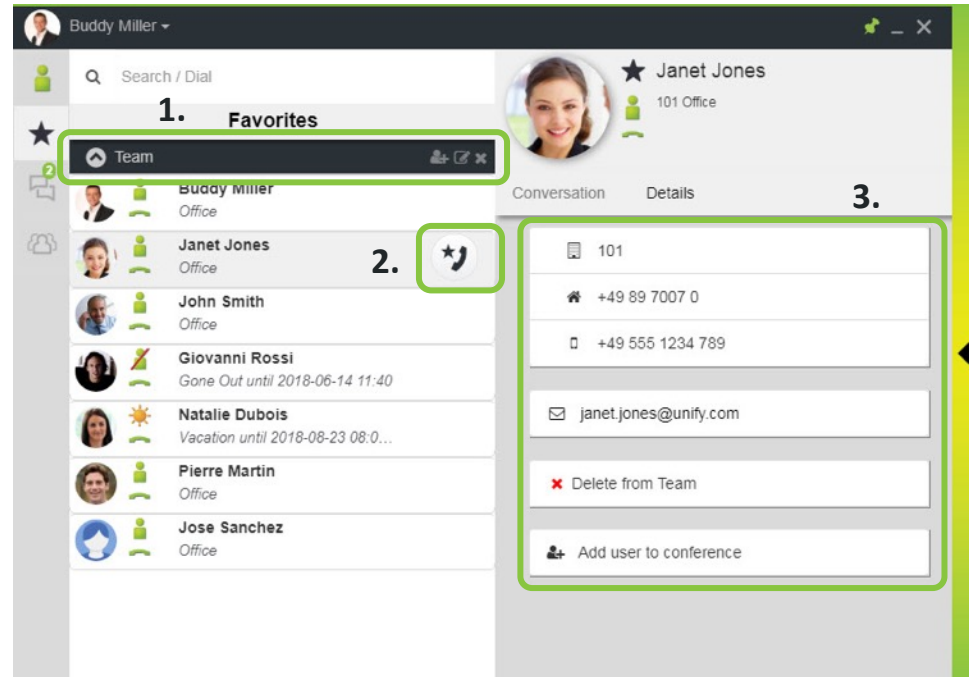 Buddy Miller
Search / Dial
1.
Favorites
Team
2
Buddy Miller
Office
Janet Jones
Office
2.
John Smith
Office
Giovanni Rossi
Gone Out until 2018-06-14 11:40
Natalie Dubois
Vacation until 2018-08-23 08:0...
Pierre Martin
Office
Jose Sanchez
Office
Janet Jones
101 Office
Conversation Details
3.
101
+49 89 7007 0
+49 555 1234 789
janet.jones@unify.com
Delete from Team
Add user to conference